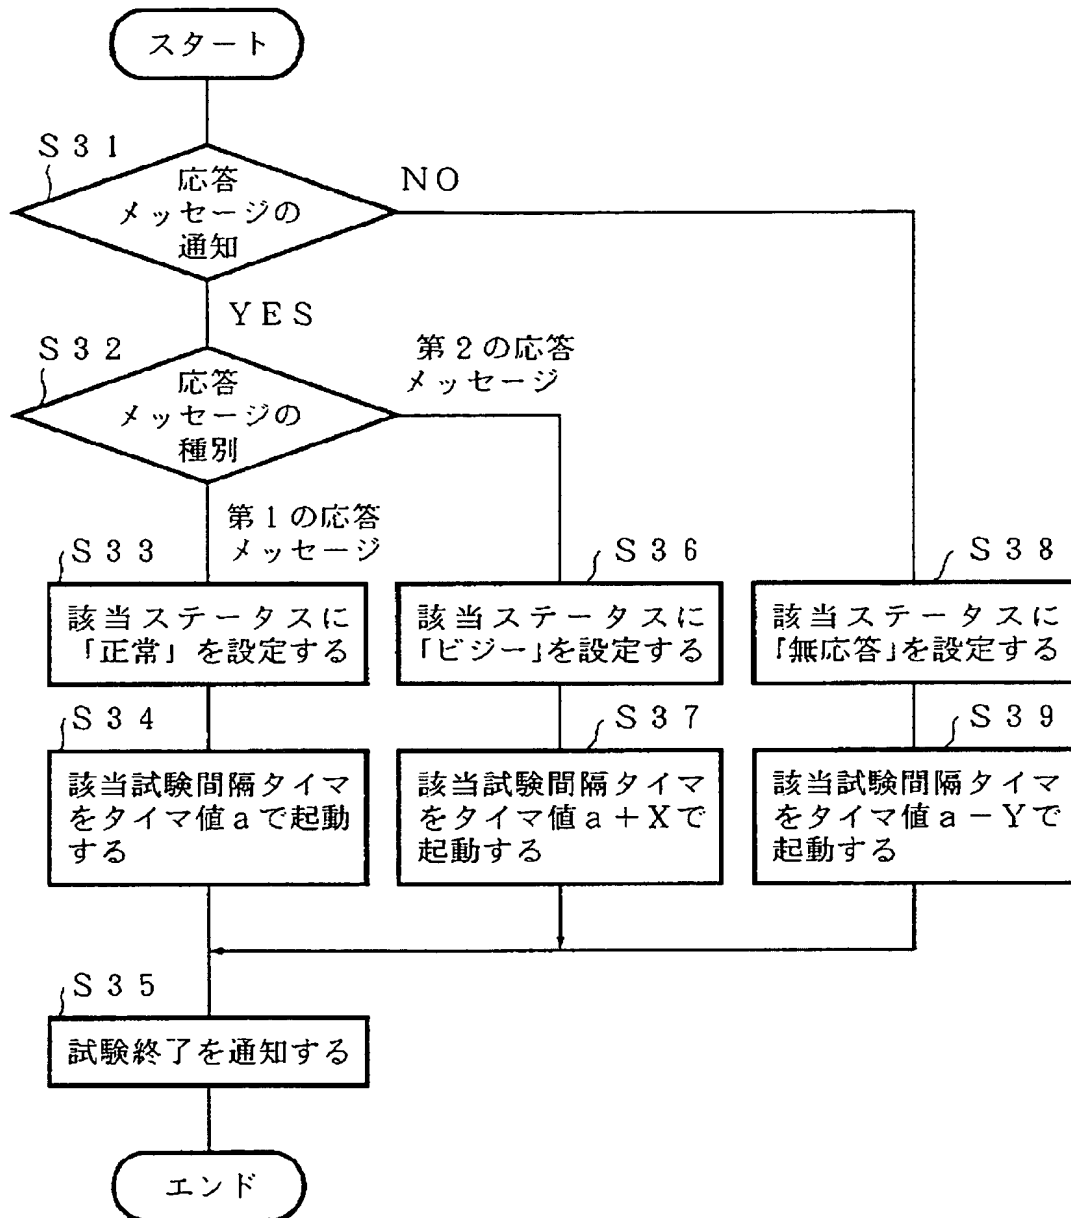 スタート
S31
応答
メッセージの
通知
NO
YES
S32
応答
メッセージの
種別
第2の応答
メッセージ
第1の応答
メッセージ
S33
該当ステータスに
「正常」を設定する
S36
該当ステータスに
「ビジー」を設定する
S38
該当ステータスに
「無応答」を設定する
S34
該当試験間隔タイマ
をタイマ値aで起動
する
S37
該当試験間隔タイマ
をタイマ値a+Xで
起動する
S39
該当試験間隔タイマ
をタイマ値a-Yで
起動する
S35
試験終了を通知する
エンド